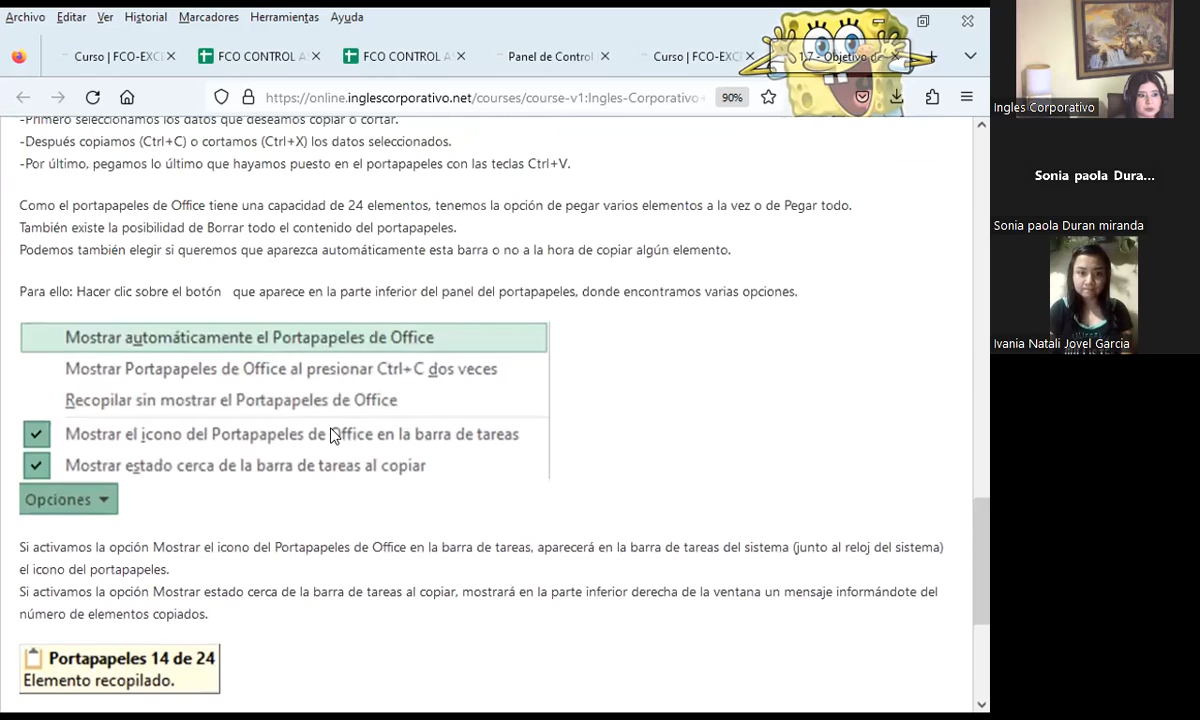 Archivo Editar Ver Historial Marcadores Herramientas Ayuda
Curso | FCO-EXCE
FCO CONTROL A
FCO CONTROL A
Panel de Control
Curso | FCO-EXC
1.7 - Objetivo de
https://online.inglescorporativo.net/courses/course-v1:Ingles-Corporativo
90%
-Primero seleccionamos los datos que deseamos copiar o cortar.
-Después copiamos (Ctrl+C) o cortamos (Ctrl+X) los datos seleccionados.
-Por último, pegamos lo último que hayamos puesto en el portapapeles con las teclas Ctrl+V.
Como el portapapeles de Office tiene una capacidad de 24 elementos, tenemos la opción de pegar varios elementos a la vez o de Pegar todo.
También existe la posibilidad de Borrar todo el contenido del portapapeles.
Podemos también elegir si queremos que aparezca automáticamente esta barra o no a la hora de copiar algún elemento.
Para ello: Hacer clic sobre el botón que aparece en la parte inferior del panel del portapapeles, donde encontramos varias opciones.
Mostrar automáticamente el Portapapeles de Office
Mostrar Portapapeles de Office al presionar Ctrl+C dos veces
Recopilar sin mostrar el Portapapeles de Office
Mostrar el icono del Portapapeles de Office en la barra de tareas
Mostrar estado cerca de la barra de tareas al copiar
Opciones
Si activamos la opción Mostrar el icono del Portapapeles de Office en la barra de tareas, aparecerá en la barra de tareas del sistema (junto al reloj del sistema)
el icono del portapapeles.
Si activamos la opción Mostrar estado cerca de la barra de tareas al copiar, mostrará en la parte inferior derecha de la ventana un mensaje informándote del
número de elementos copiados.
Portapapeles 14 de 24
Elemento recopilado.
Ingles Corporativo
Sonia paola Dura...
Sonia paola Duran miranda
Ivania Natali Jovel Garcia